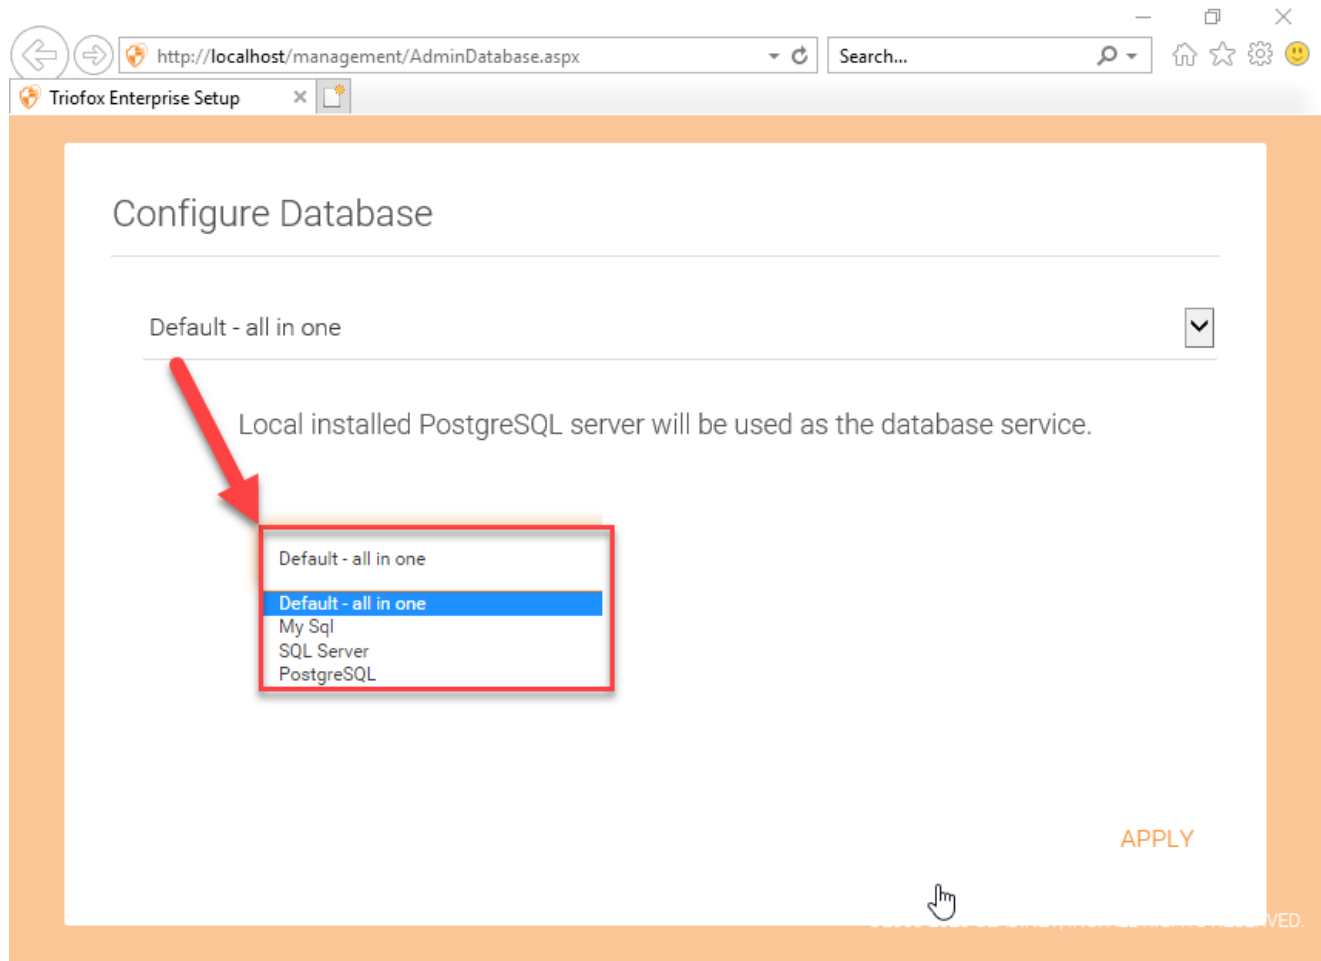 http://localhost/management/AdminDatabase.aspx
Search...
Triofox Enterprise Setup
Configure Database
Default - all in one
Local installed PostgreSQL server will be used as the database service.
Default - all in one
Default - all in one
My Sql
SQL Server
PostgreSQL
APPLY